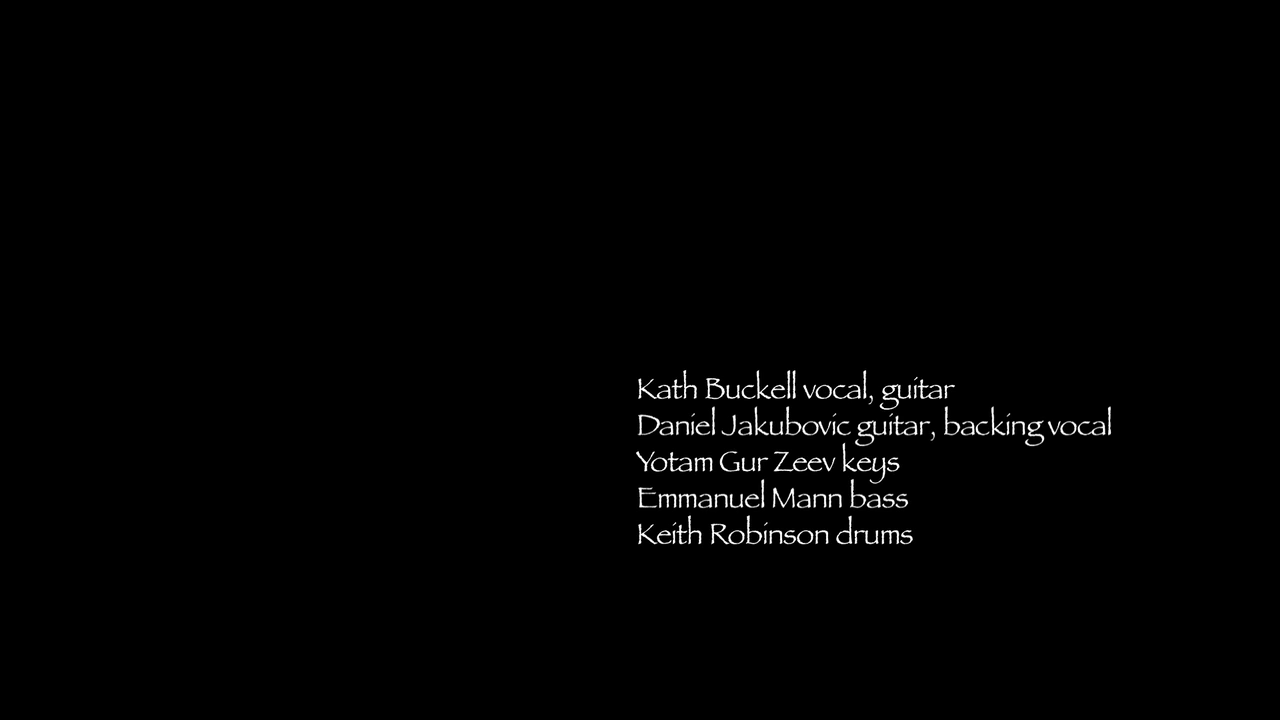 Kath Buckell vocal, guitar
Daniel Jakubovic guitar, backing vocal
Yotam Gur Zeev keys
Emmanuel Mann bass
Keith Robinson drums